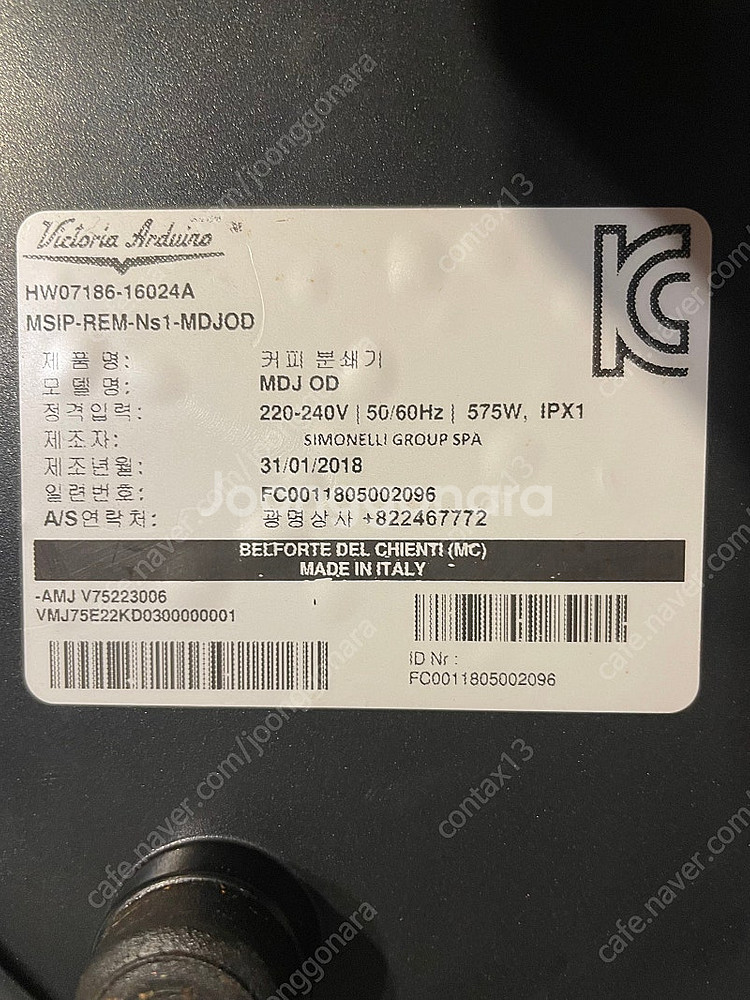 Victoria Arduino
HW07186-16024A
MSIP-REM-Ns1-MDJOD
제 품 명: 커피 분쇄기
모 델 명: MDJ OD
정격입력: 220-240V | 50/60Hz | 575W, IPX1
제조자: SIMONELLI GROUP SPA
제조년월: 31/01/2018
일련번호: FC0011805002096
A/S연락처: 광명상사 +822467772
BELFORTE DEL CHIENTI (MC)
MADE IN ITALY
-AMJ V75223006
VMJ75E22KD0300000001
ID Nr :
FC0011805002096
Joonggonara
cafe.naver.com/joonggonara
contax13